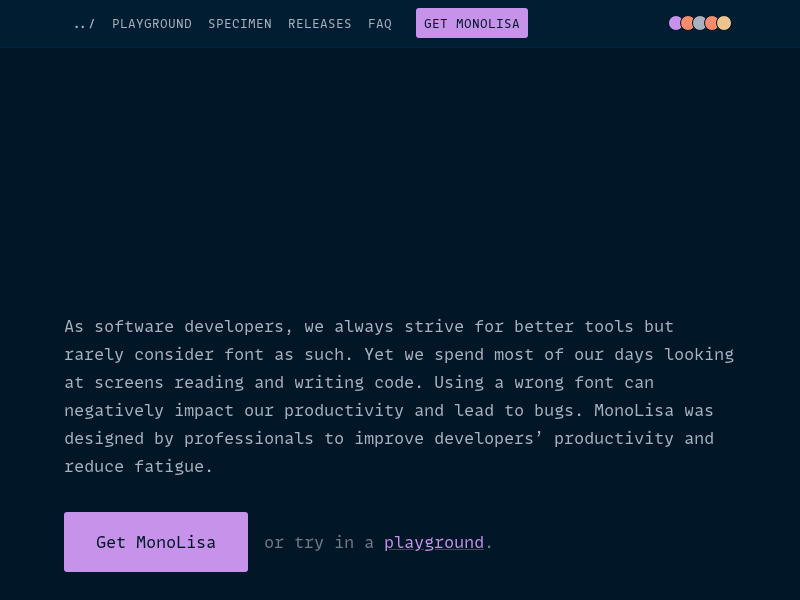 ../ PLAYGROUND SPECIMEN RELEASES FAQ GET MONOLISA
As software developers, we always strive for better tools but
rarely consider font as such. Yet we spend most of our days looking
at screens reading and writing code. Using a wrong font can
negatively impact our productivity and lead to bugs. MonoLisa was
designed by professionals to improve developers’ productivity and
reduce fatigue.
Get MonoLisa or try in a playground.